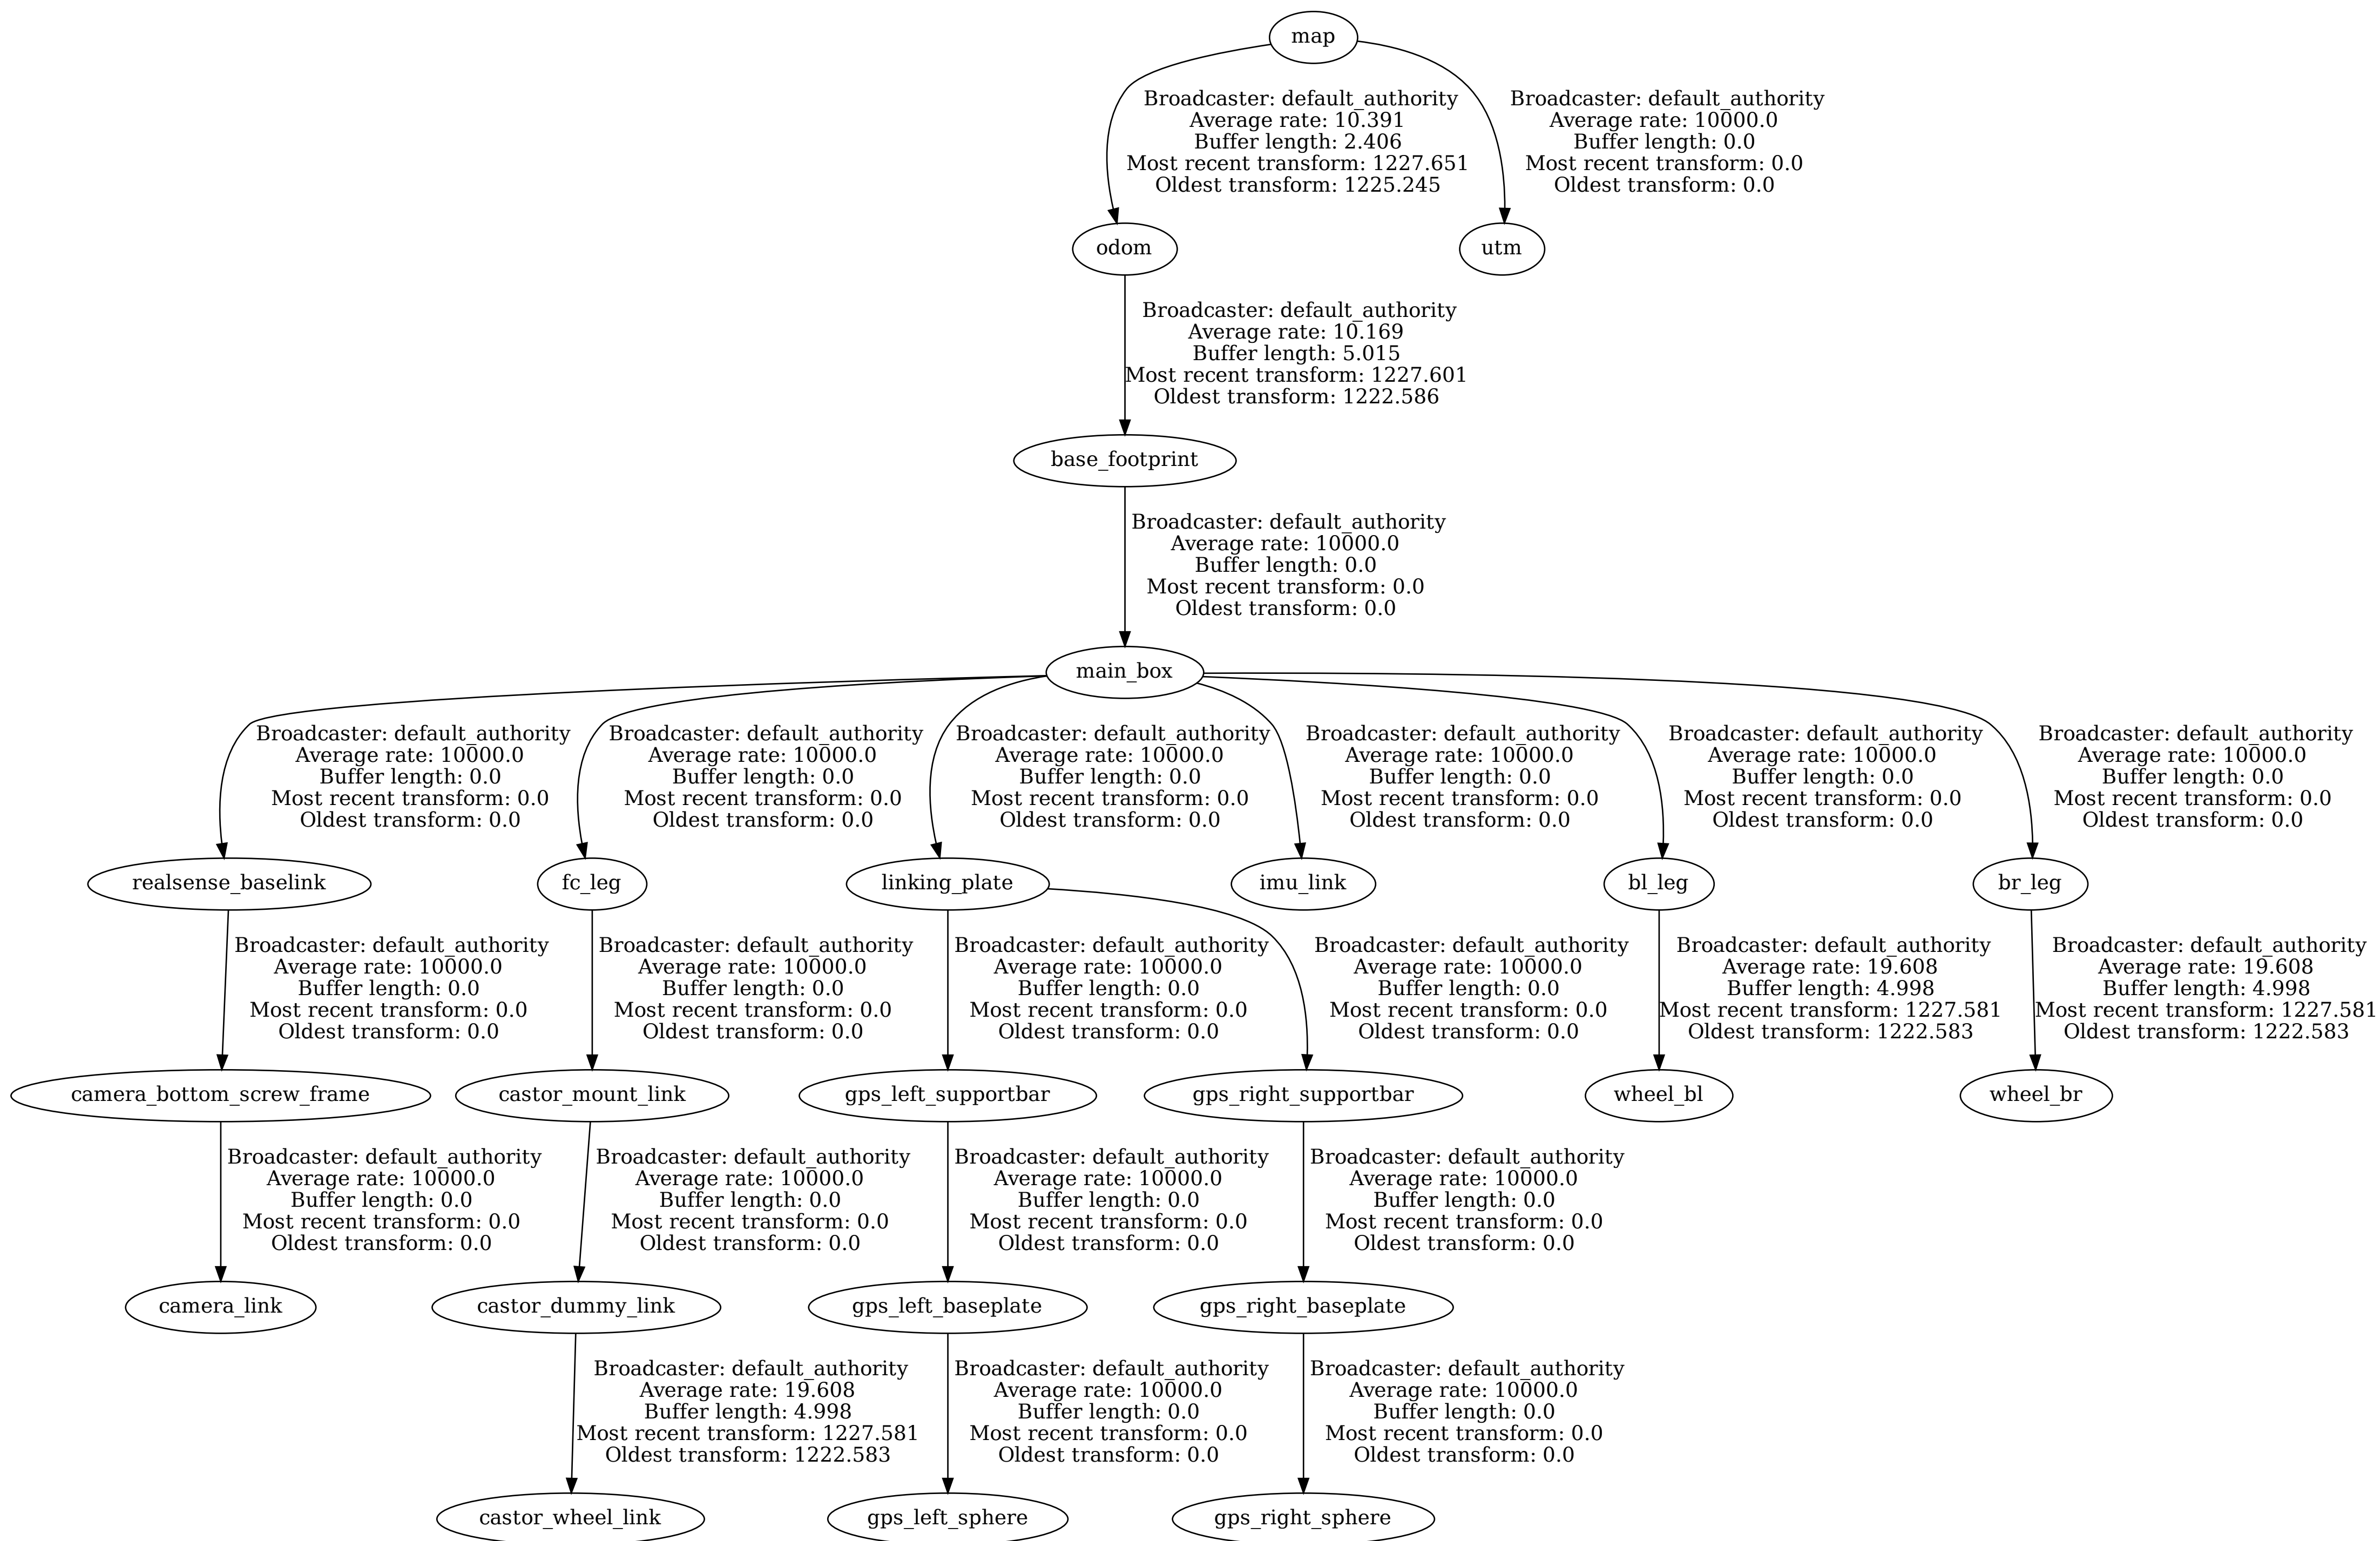 map
Broadcaster: default_authority
Average rate: 10.391
Buffer length: 2.406
Most recent transform: 1227.651
Oldest transform: 1225.245
Broadcaster: default_authority
Average rate: 10000.0
Buffer length: 0.0
Most recent transform: 0.0
Oldest transform: 0.0
odom
utm
Broadcaster: default_authority
Average rate: 10.169
Buffer length: 5.015
Most recent transform: 1227.601
Oldest transform: 1222.586
base_footprint
Broadcaster: default_authority
Average rate: 10000.0
Buffer length: 0.0
Most recent transform: 0.0
Oldest transform: 0.0
main_box
Broadcaster: default_authority
Average rate: 10000.0
Buffer length: 0.0
Most recent transform: 0.0
Oldest transform: 0.0
Broadcaster: default_authority
Average rate: 10000.0
Buffer length: 0.0
Most recent transform: 0.0
Oldest transform: 0.0
Broadcaster: default_authority
Average rate: 10000.0
Buffer length: 0.0
Most recent transform: 0.0
Oldest transform: 0.0
Broadcaster: default_authority
Average rate: 10000.0
Buffer length: 0.0
Most recent transform: 0.0
Oldest transform: 0.0
Broadcaster: default_authority
Average rate: 10000.0
Buffer length: 0.0
Most recent transform: 0.0
Oldest transform: 0.0
Broadcaster: default_authority
Average rate: 10000.0
Buffer length: 0.0
Most recent transform: 0.0
Oldest transform: 0.0
realsense_baselink
fc_leg
linking_plate
imu_link
bl_leg
br_leg
Broadcaster: default_authority
Average rate: 10000.0
Buffer length: 0.0
Most recent transform: 0.0
Oldest transform: 0.0
Broadcaster: default_authority
Average rate: 10000.0
Buffer length: 0.0
Most recent transform: 0.0
Oldest transform: 0.0
Broadcaster: default_authority
Average rate: 10000.0
Buffer length: 0.0
Most recent transform: 0.0
Oldest transform: 0.0
Broadcaster: default_authority
Average rate: 10000.0
Buffer length: 0.0
Most recent transform: 0.0
Oldest transform: 0.0
Broadcaster: default_authority
Average rate: 19.608
Buffer length: 4.998
Most recent transform: 1227.581
Oldest transform: 1222.583
Broadcaster: default_authority
Average rate: 19.608
Buffer length: 4.998
Most recent transform: 1227.581
Oldest transform: 1222.583
camera_bottom_screw_frame
castor_mount_link
gps_left_supportbar
gps_right_supportbar
wheel_bl
wheel_br
Broadcaster: default_authority
Average rate: 10000.0
Buffer length: 0.0
Most recent transform: 0.0
Oldest transform: 0.0
Broadcaster: default_authority
Average rate: 10000.0
Buffer length: 0.0
Most recent transform: 0.0
Oldest transform: 0.0
Broadcaster: default_authority
Average rate: 10000.0
Buffer length: 0.0
Most recent transform: 0.0
Oldest transform: 0.0
Broadcaster: default_authority
Average rate: 10000.0
Buffer length: 0.0
Most recent transform: 0.0
Oldest transform: 0.0
camera_link
castor_dummy_link
gps_left_baseplate
gps_right_baseplate
Broadcaster: default_authority
Average rate: 19.608
Buffer length: 4.998
Most recent transform: 1227.581
Oldest transform: 1222.583
Broadcaster: default_authority
Average rate: 10000.0
Buffer length: 0.0
Most recent transform: 0.0
Oldest transform: 0.0
Broadcaster: default_authority
Average rate: 10000.0
Buffer length: 0.0
Most recent transform: 0.0
Oldest transform: 0.0
castor_wheel_link
gps_left_sphere
gps_right_sphere